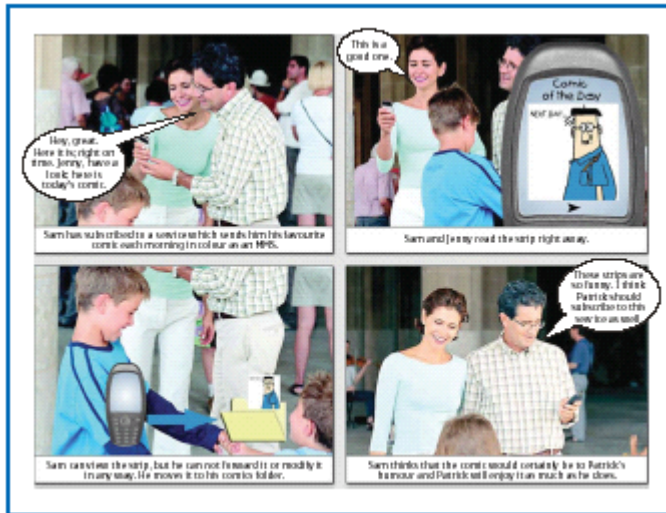 Hey, great.
Here it is; right on
time. Jenny, have a
look; here is
today's comic.
Sam has subscribed to a service which sends him his favourite
comic each morning in colour as an MMS.
This is a
good one.
Comic
of the Day
NEXT DAY
Sam and Jenny read the strip right away.
Sam can view the strip, but he can not forward it or modify it
in any way. He moves it to his comics folder.
These strips are
so funny. I think
Patrick should
subscribe to this
service as well.
Sam thinks that the comic would certainly be to Patrick's
humour and Patrick will enjoy it as much as he does.